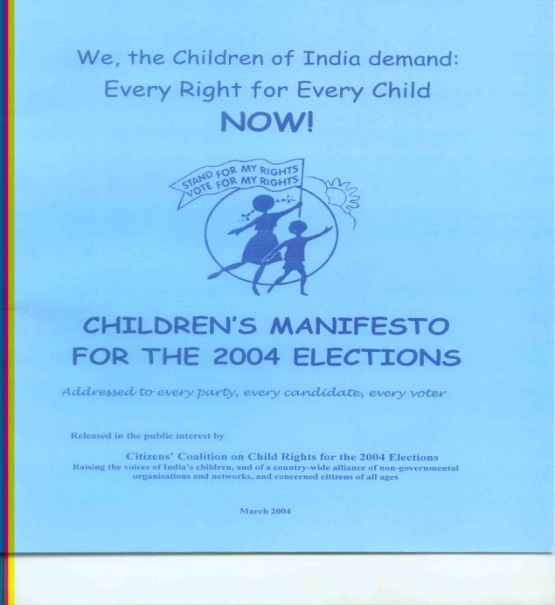 We, the Children of India demand:
Every Right for Every Child
NOW!
STAND FOR MY RIGHTS
VOTE FOR MY RIGHTS
CHILDREN'S MANIFESTO
FOR THE 2004 ELECTIONS
Addressed to every party, every candidate, every voter
Released in the public interest by
Citizens' Coalition on Child Rights for the 2004 Elections
Raising the voices of India's children, and of a country-wide alliance of non-governmental
organisations and networks, and concerned citizens of all ages
March 2004